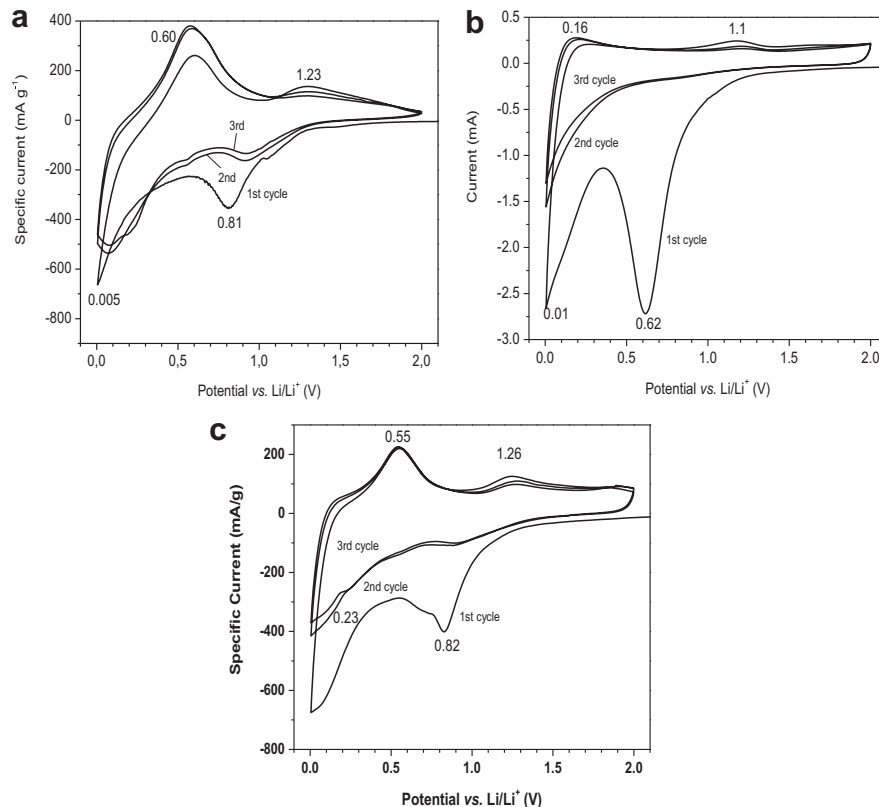 a
400
200
0
-200
-400
-600
-800
Specific current (mA g⁻¹)
0.60
1.23
3rd
2nd
1st cycle
0.81
0.005
0,0 0,5 1,0 1,5 2,0
Potential vs. Li/Li⁺ (V)
b
0.5
0.0
-0.5
-1.0
-1.5
-2.0
-2.5
-3.0
Current (mA)
0.16
1.1
3rd cycle
2nd cycle
1st cycle
0.01
0.62
0.0 0.5 1.0 1.5 2.0
Potential vs. Li/Li⁺ (V)
c
200
0
-200
-400
-600
-800
Specific Current (mA/g)
0.55
1.26
3rd cycle
2nd cycle
0.23
1st cycle
0.82
0.0 0.5 1.0 1.5 2.0
Potential vs. Li/Li⁺ (V)